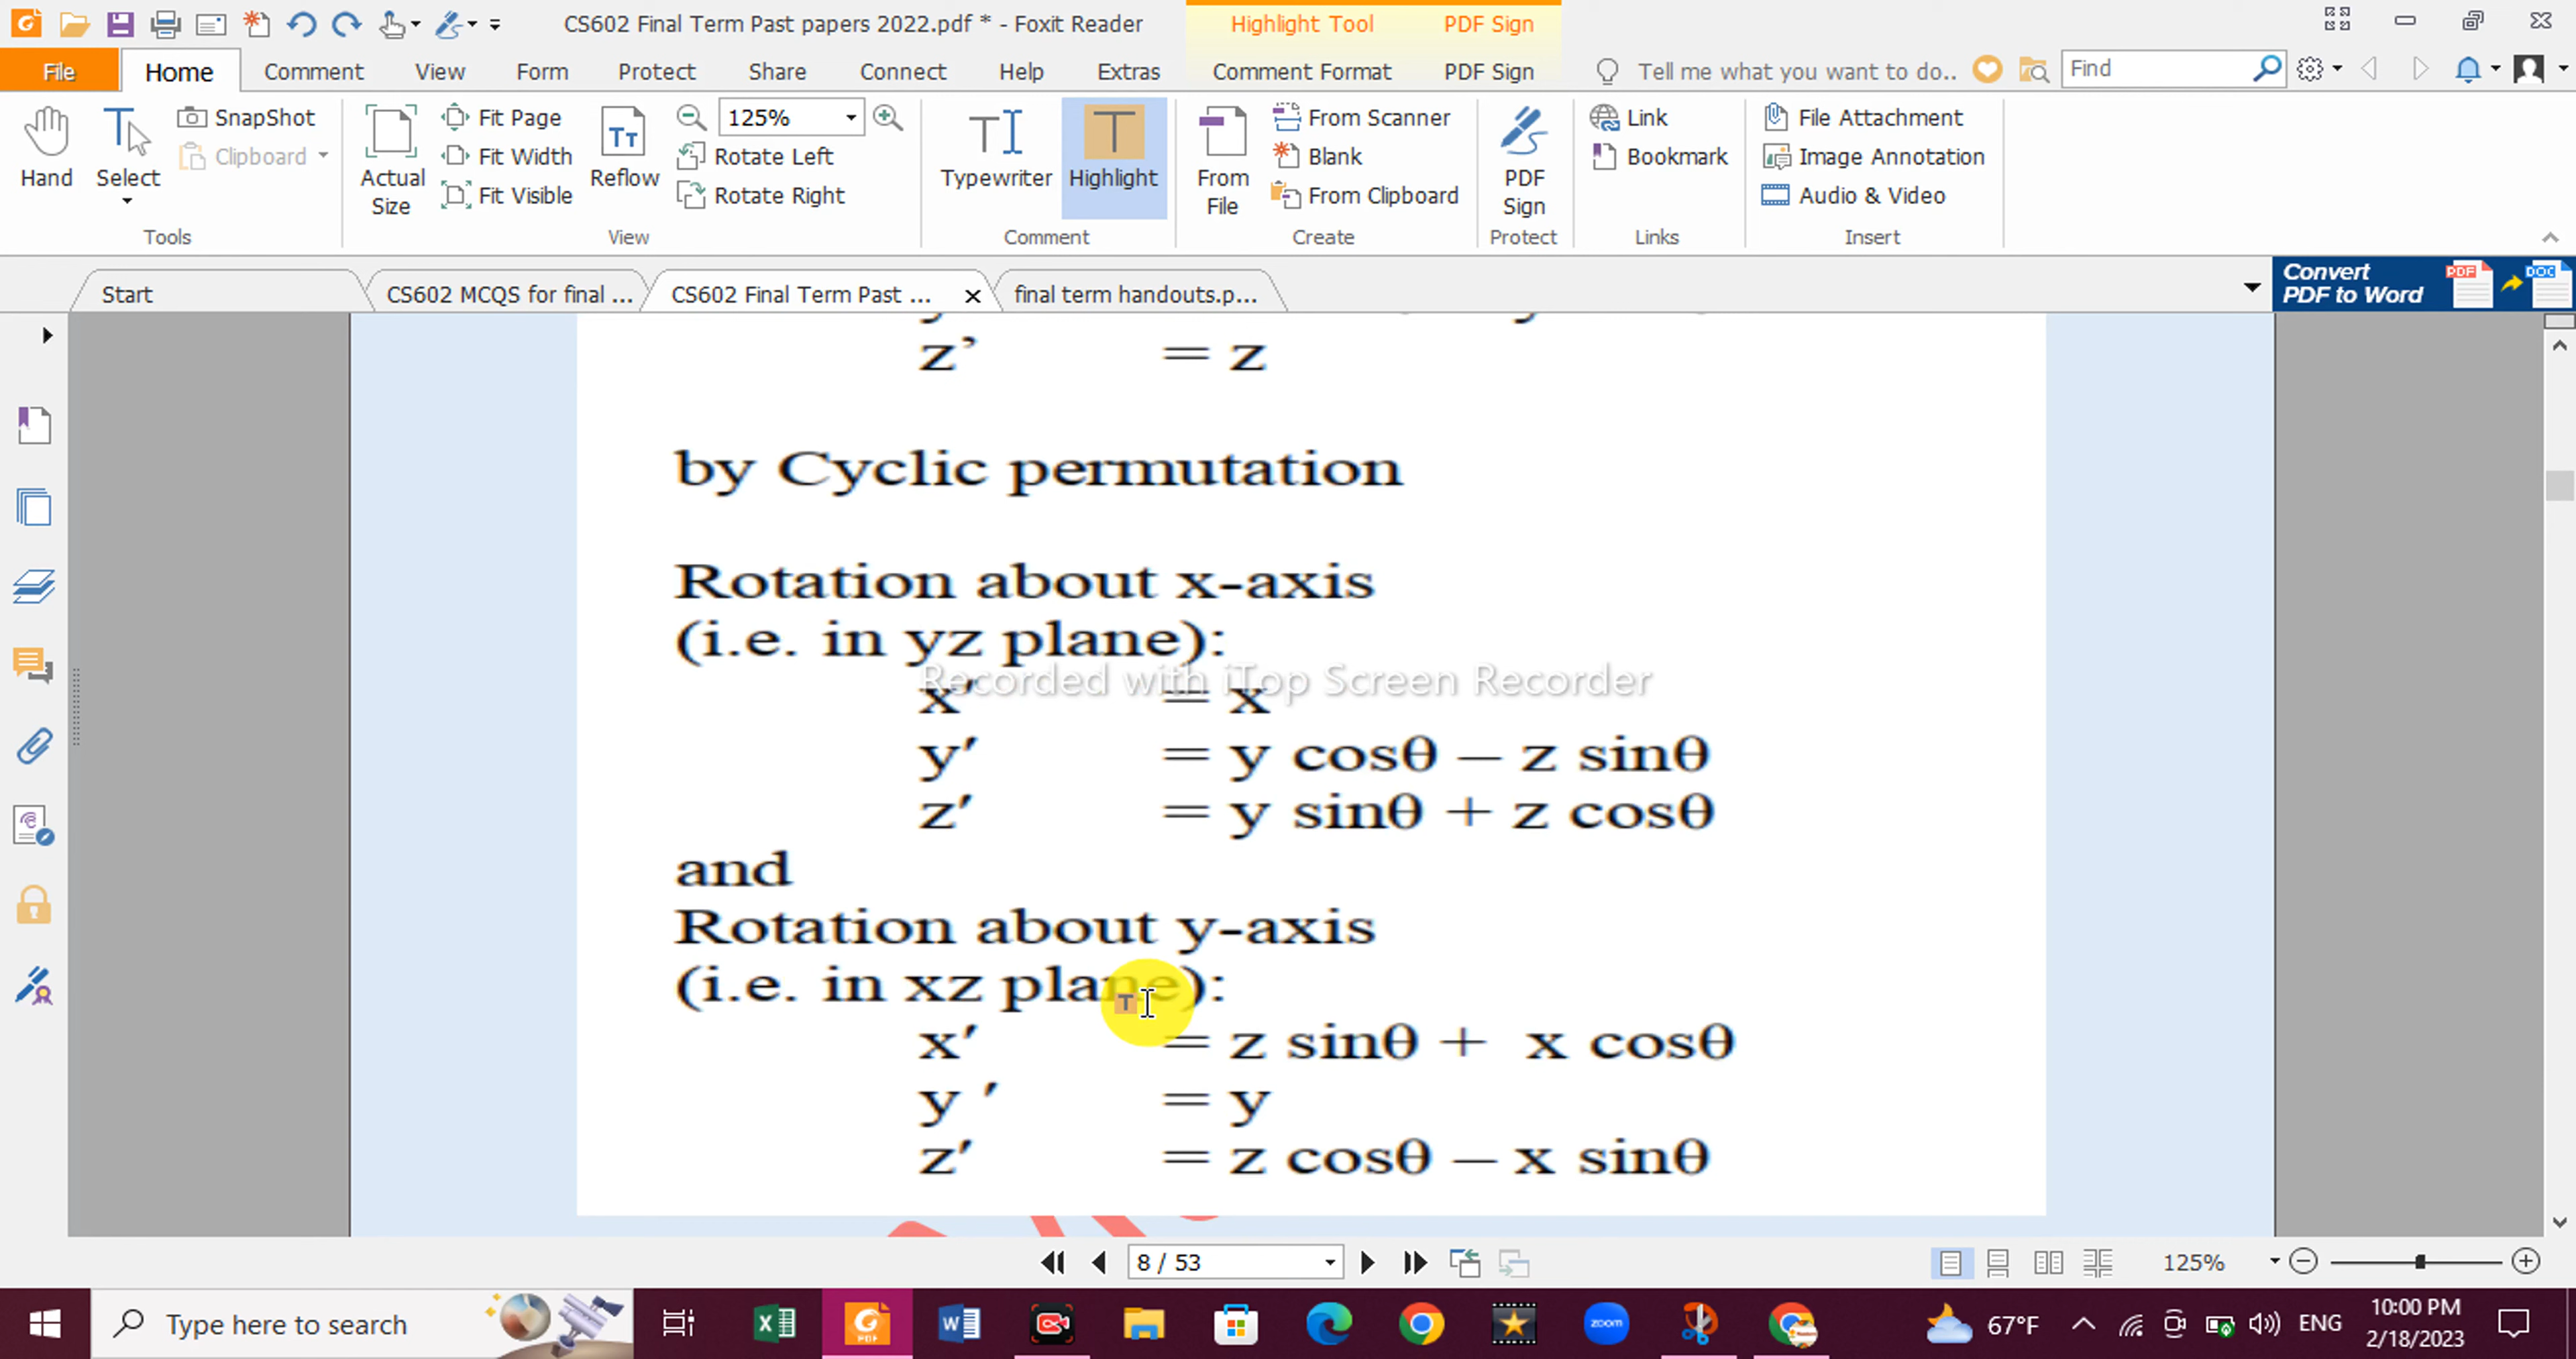 CS602 Final Term Past papers 2022.pdf * - Foxit Reader
Highlight Tool
PDF Sign
File
Home
Comment
View
Form
Protect
Share
Connect
Help
Extras
Comment Format
PDF Sign
Tell me what you want to do..
Find
Hand
Select
SnapShot
Clipboard
Tools
Actual
Size
Fit Page
Fit Width
Fit Visible
Reflow
125%
Rotate Left
Rotate Right
View
Typewriter
Highlight
Comment
From
File
From Scanner
Blank
From Clipboard
Create
PDF
Sign
Protect
Link
Bookmark
Links
File Attachment
Image Annotation
Audio & Video
Insert
Start
CS602 MCQS for final ...
CS602 Final Term Past ...
final term handouts.p...
Convert
PDF to Word
PDF
DOC
z’ = z
by Cyclic permutation
Rotation about x-axis
(i.e. in yz plane):
Recorded with iTop Screen Recorder
x′ = x
y′ = y cosθ – z sinθ
z′ = y sinθ + z cosθ
and
Rotation about y-axis
(i.e. in xz plane):
x′ = z sinθ + x cosθ
y ′ = y
z′ = z cosθ – x sinθ
8 / 53
125%
Type here to search
zoom
67°F
ENG
10:00 PM
2/18/2023